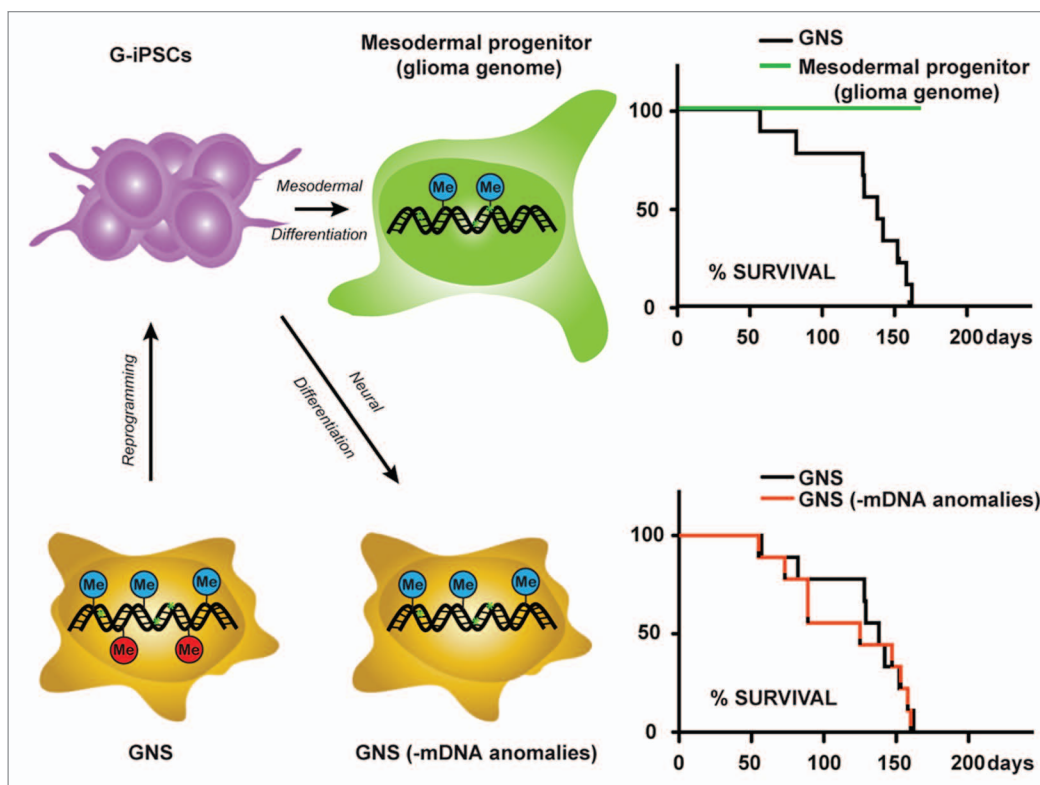 G-iPSCs
Mesodermal progenitor
(glioma genome)
Mesodermal
Differentiation
Me Me
Reprogramming
Neural
Differentiation
Me Me Me
Me Me
GNS
Me Me Me
GNS (-mDNA anomalies)
GNS
Mesodermal progenitor
(glioma genome)
100
50
0
% SURVIVAL
0 50 100 150 200 days
GNS
GNS (-mDNA anomalies)
100
50
0
% SURVIVAL
0 50 100 150 200 days